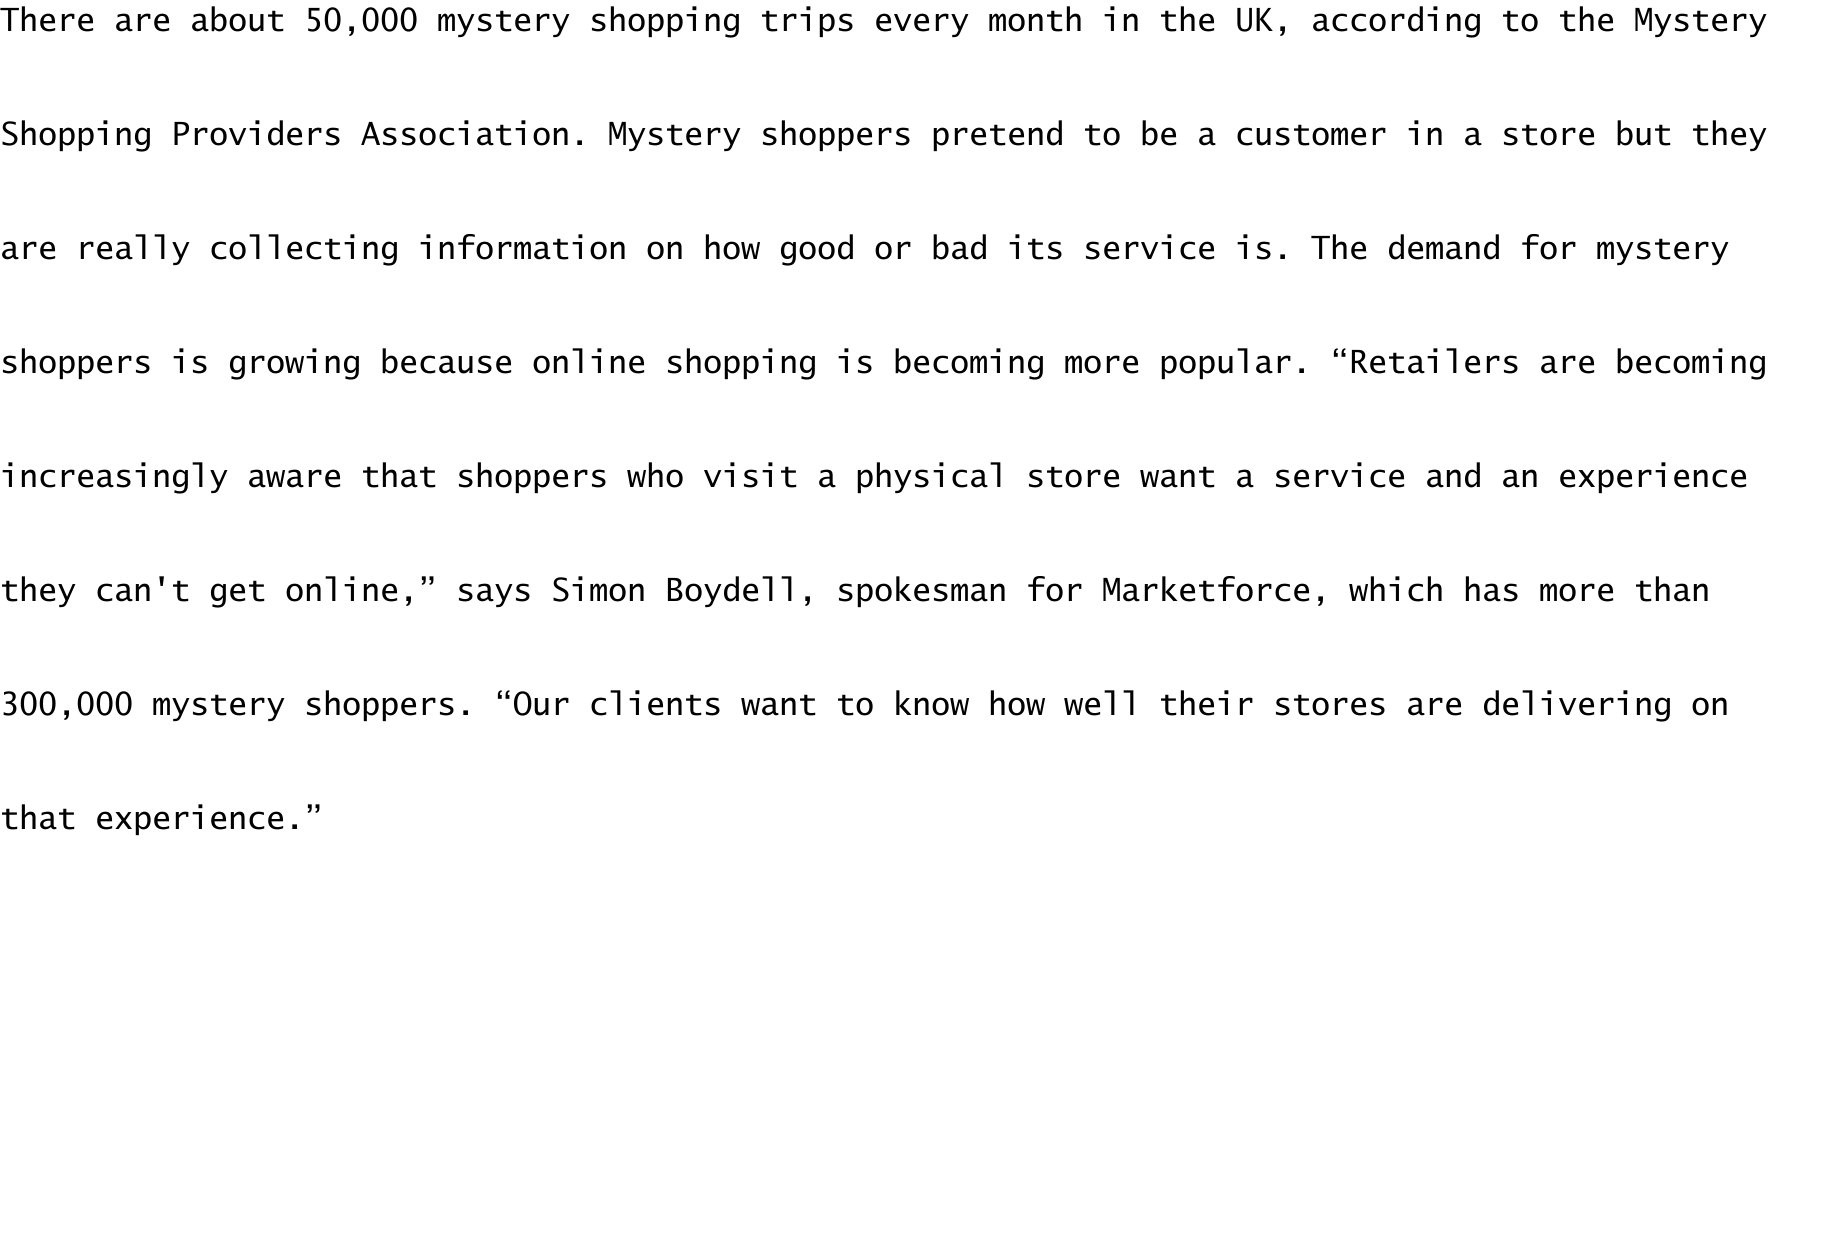 There are about 50,000 mystery shopping trips every month in the UK, according to the Mystery
Shopping Providers Association. Mystery shoppers pretend to be a customer in a store but they
are really collecting information on how good or bad its service is. The demand for mystery
shoppers is growing because online shopping is becoming more popular. “Retailers are becoming
increasingly aware that shoppers who visit a physical store want a service and an experience
they can't get online,” says Simon Boydell, spokesman for Marketforce, which has more than
300,000 mystery shoppers. “Our clients want to know how well their stores are delivering on
that experience.”